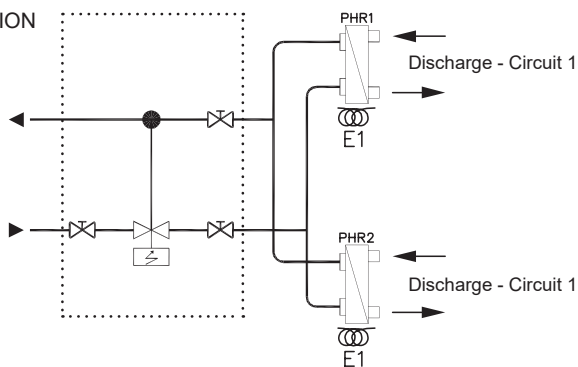 ION
PHR1
Discharge - Circuit 1
E1
PHR2
Discharge - Circuit 1
E1